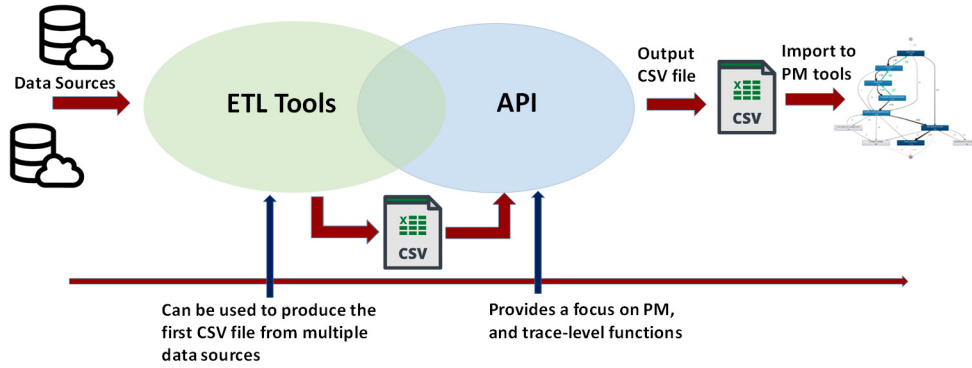 Data Sources
ETL Tools
API
Output
CSV file
Import to
PM tools
X
CSV
X
CSV
Can be used to produce the
first CSV file from multiple
data sources
Provides a focus on PM,
and trace-level functions